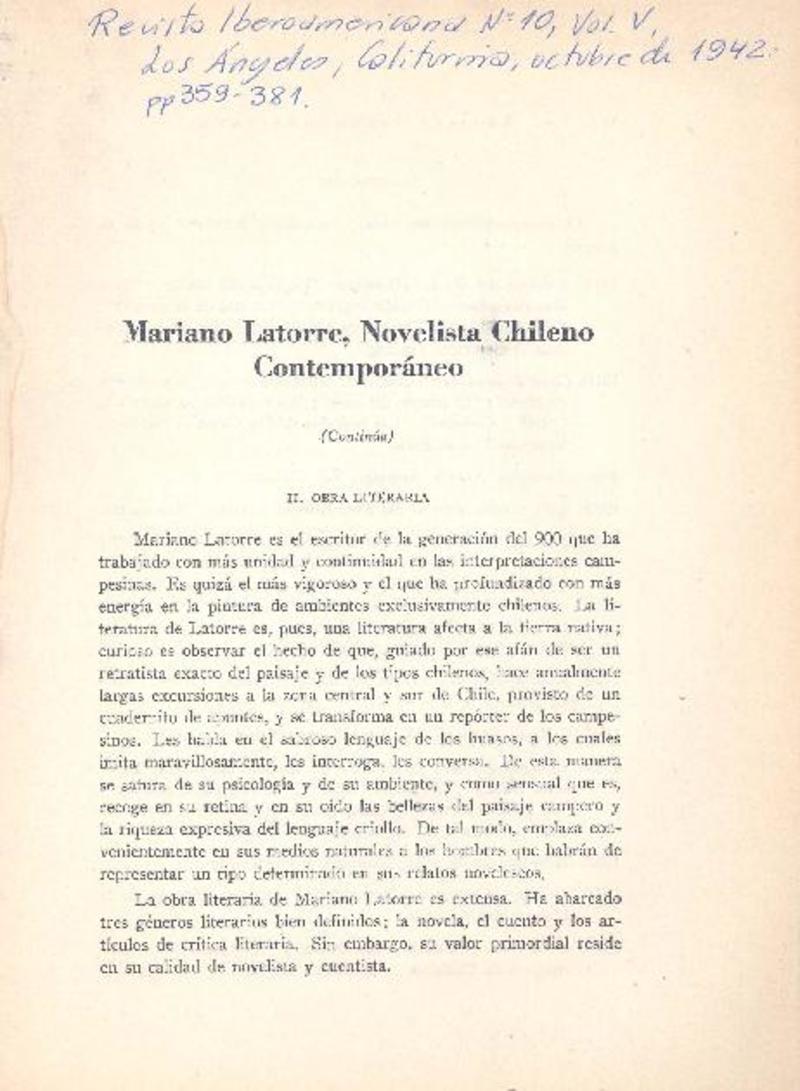 Revista Iberoamericana Nº 10, Vol. V,
Los Ángeles, California, octubre de 1942.
pp 359-381.
Mariano Latorre, Novelista Chileno
Contemporáneo
(Continúa)
II. OBRA LITERARIA
Mariano Latorre es el escritor de la generación del 900 que ha
trabajado con más unidad y continuidad en las interpretaciones cam-
pesinas. Es quizá el más vigoroso y el que ha profundizado con más
energía en la pintura de ambientes exclusivamente chilenos. La li-
teratura de Latorre es, pues, una literatura afecta a la tierra nativa;
curioso es observar el hecho de que, guiado por ese afán de ser un
retratista exacto del paisaje y de los tipos chilenos, hace anualmente
largas excursiones a la zona central y sur de Chile, provisto de un
cuadernito de apuntes, y se transforma en un repórter de los campe-
sinos. Les habla en el sabroso lenguaje de los huasos, a los cuales
imita maravillosamente, les interroga, les conversa. De esta manera
se satura de su psicología y de su ambiente, y como sensual que es,
recoge en su retina y en su oído las bellezas del paisaje campero y
la riqueza expresiva del lenguaje criollo. De tal modo, emplaza con-
venientemente en sus medios naturales a los hombres que habrán de
representar un tipo determinado en sus relatos novelescos.
La obra literaria de Mariano Latorre es extensa. Ha abarcado
tres géneros literarios bien definidos; la novela, el cuento y los ar-
tículos de crítica literaria. Sin embargo, su valor primordial reside
en su calidad de novelista y cuentista.